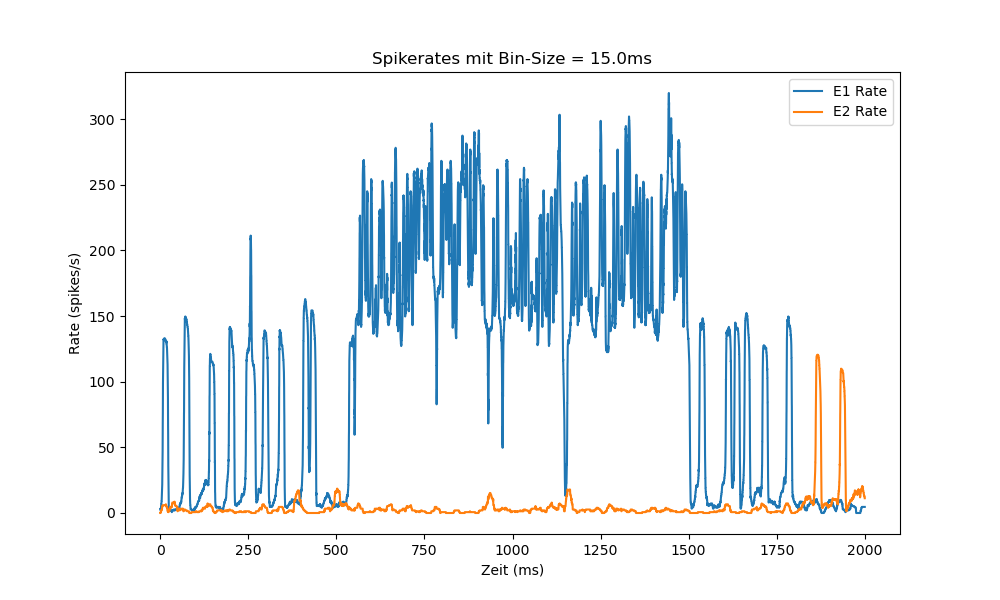 Spikerates mit Bin-Size = 15.0ms
E1 Rate
E2 Rate
Rate (spikes/s)
300
250
200
150
100
50
0
0 250 500 750 1000 1250 1500 1750 2000
Zeit (ms)